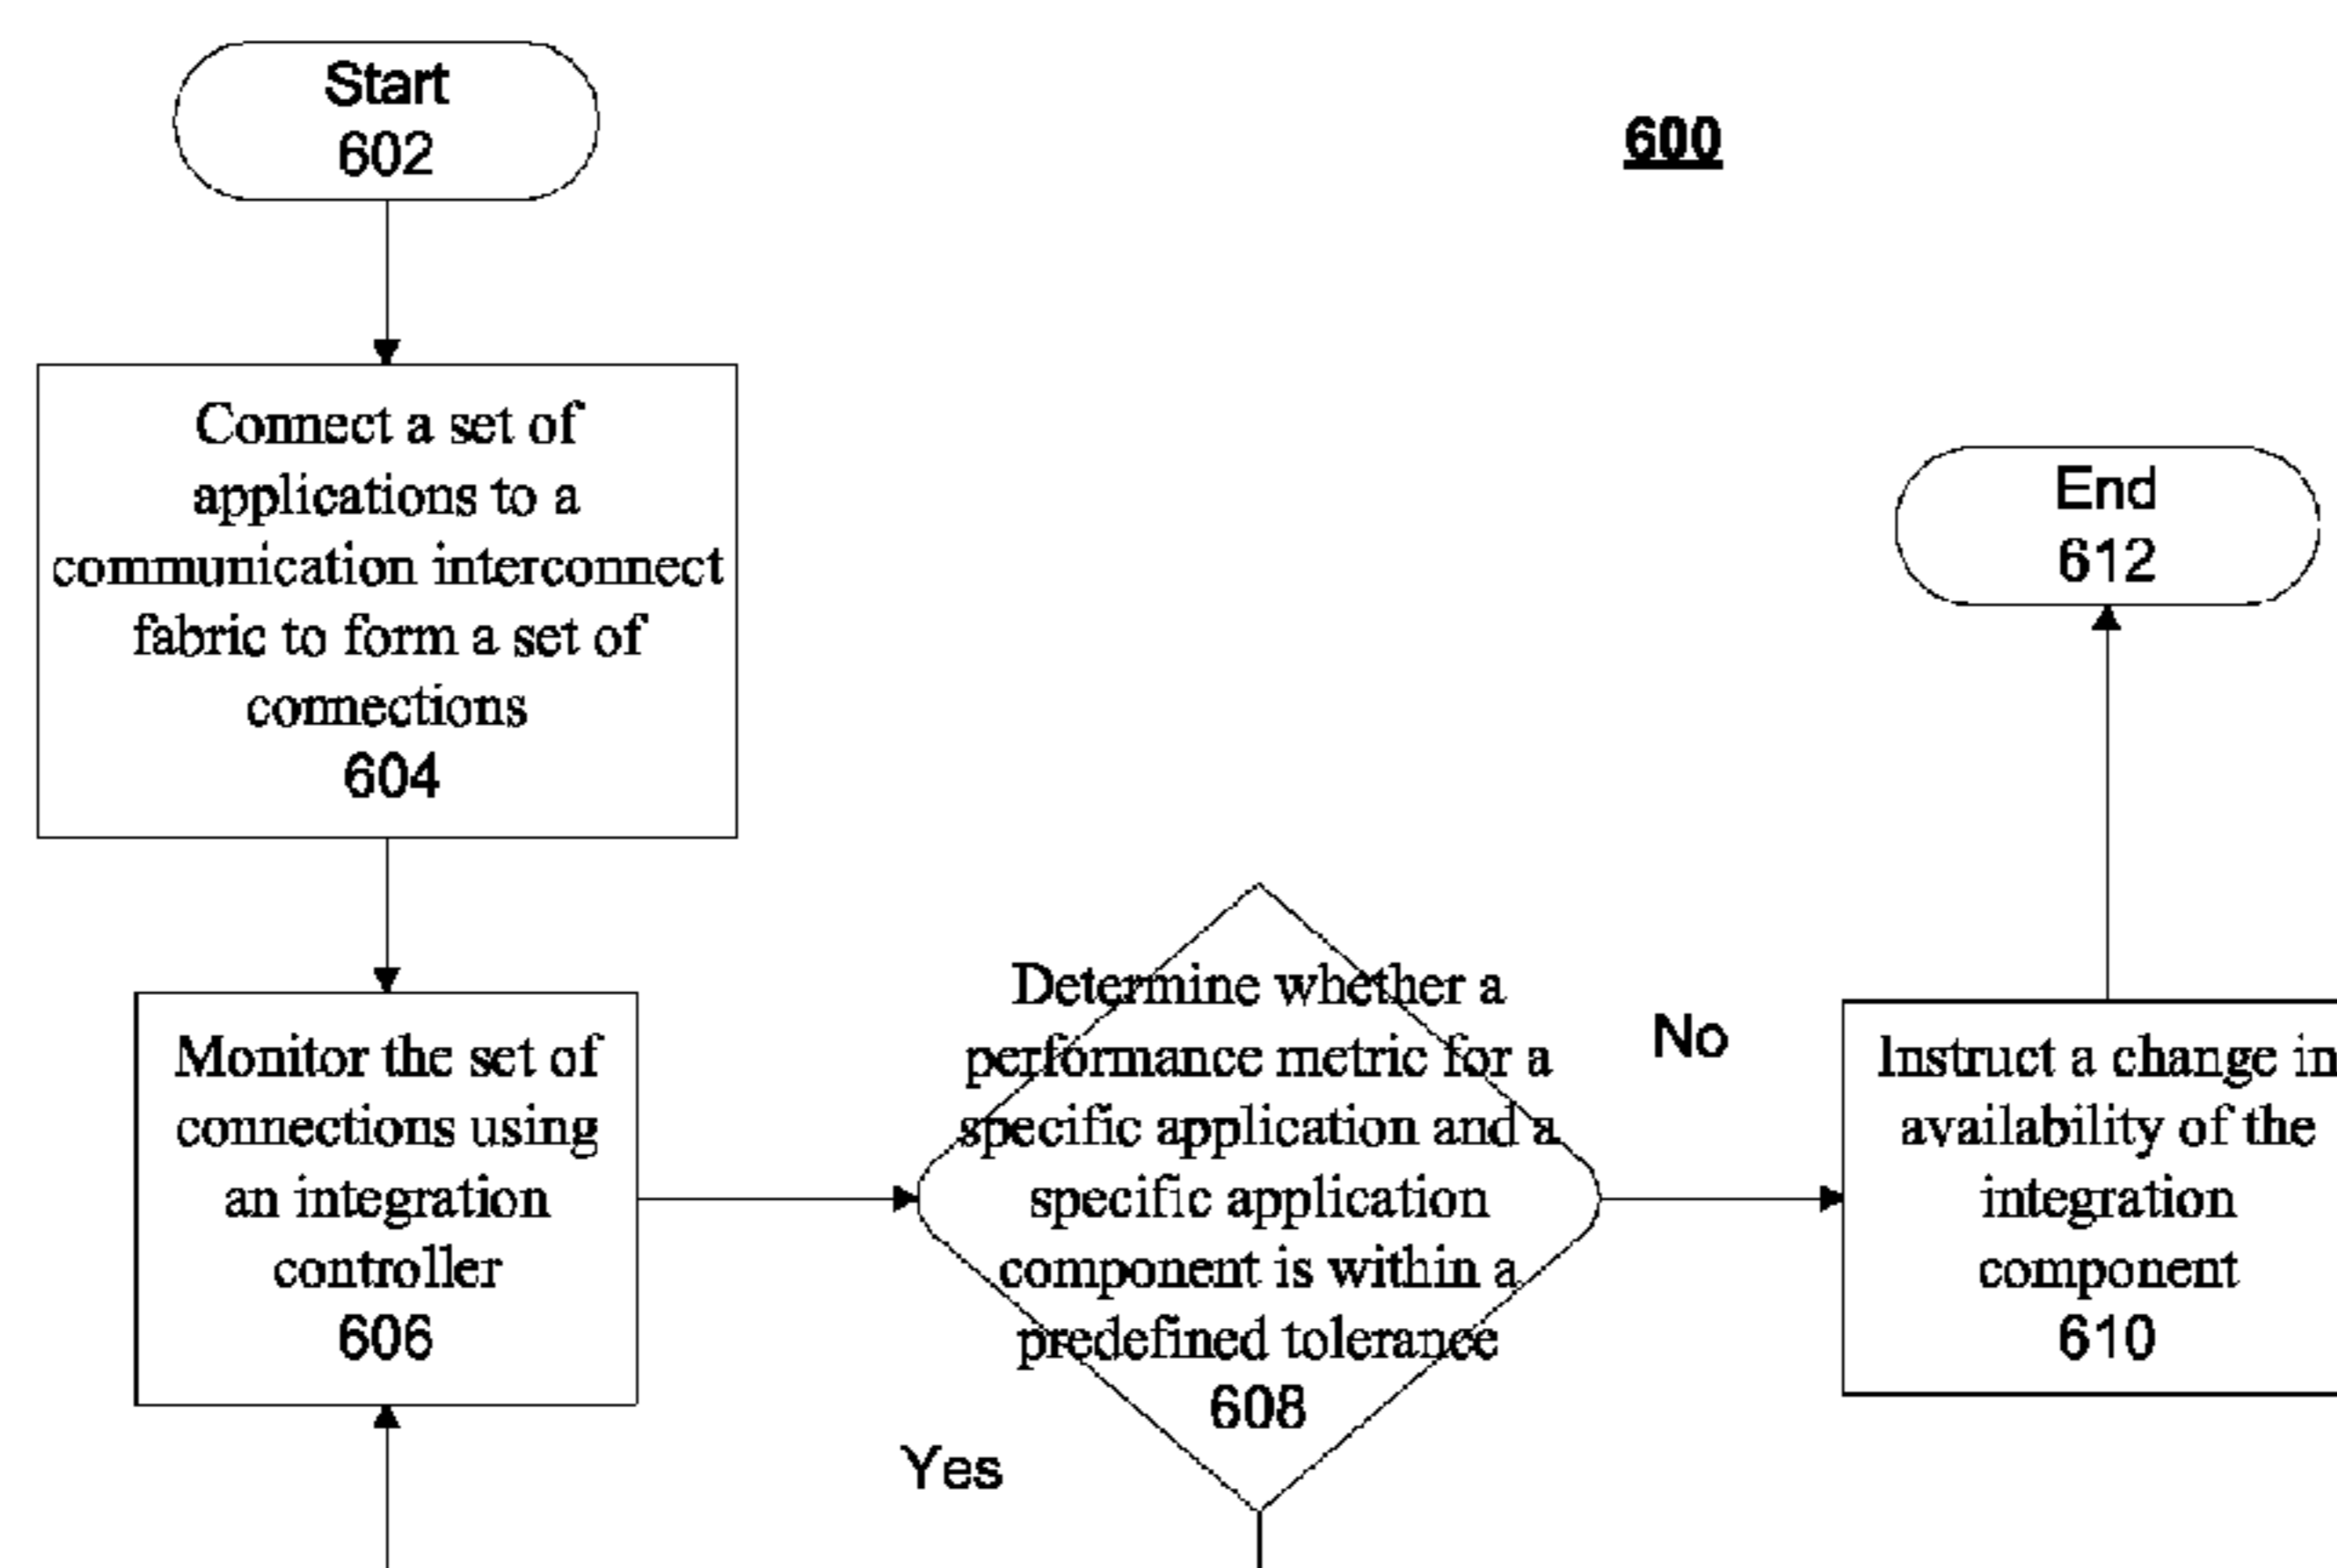 Start
602
600
Connect a set of
applications to a
communication interconnect
fabric to form a set of
connections
604
Monitor the set of
connections using
an integration
controller
606
Determine whether a
performance metric for a
specific application and a
specific application
component is within a
predefined tolerance
608
Yes
No
Instruct a change in
availability of the
integration
component
610
End
612